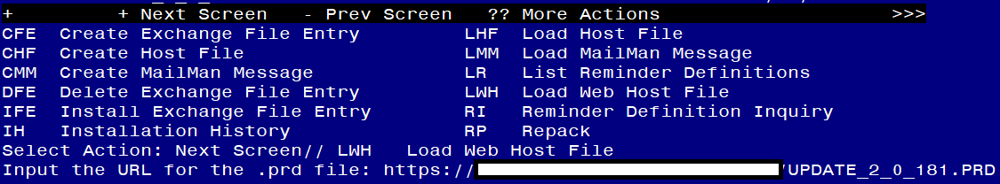 + + Next Screen - Prev Screen ?? More Actions >>>
CFE Create Exchange File Entry LHF Load Host File
CHF Create Host File LMM Load MailMan Message
CMM Create MailMan Message LR List Reminder Definitions
DFE Delete Exchange File Entry LWH Load Web Host File
IFE Install Exchange File Entry RI Reminder Definition Inquiry
IH Installation History RP Repack
Select Action: Next Screen// LWH Load Web Host File
Input the URL for the .prd file: https:// /UPDATE_2_0_181.PRD